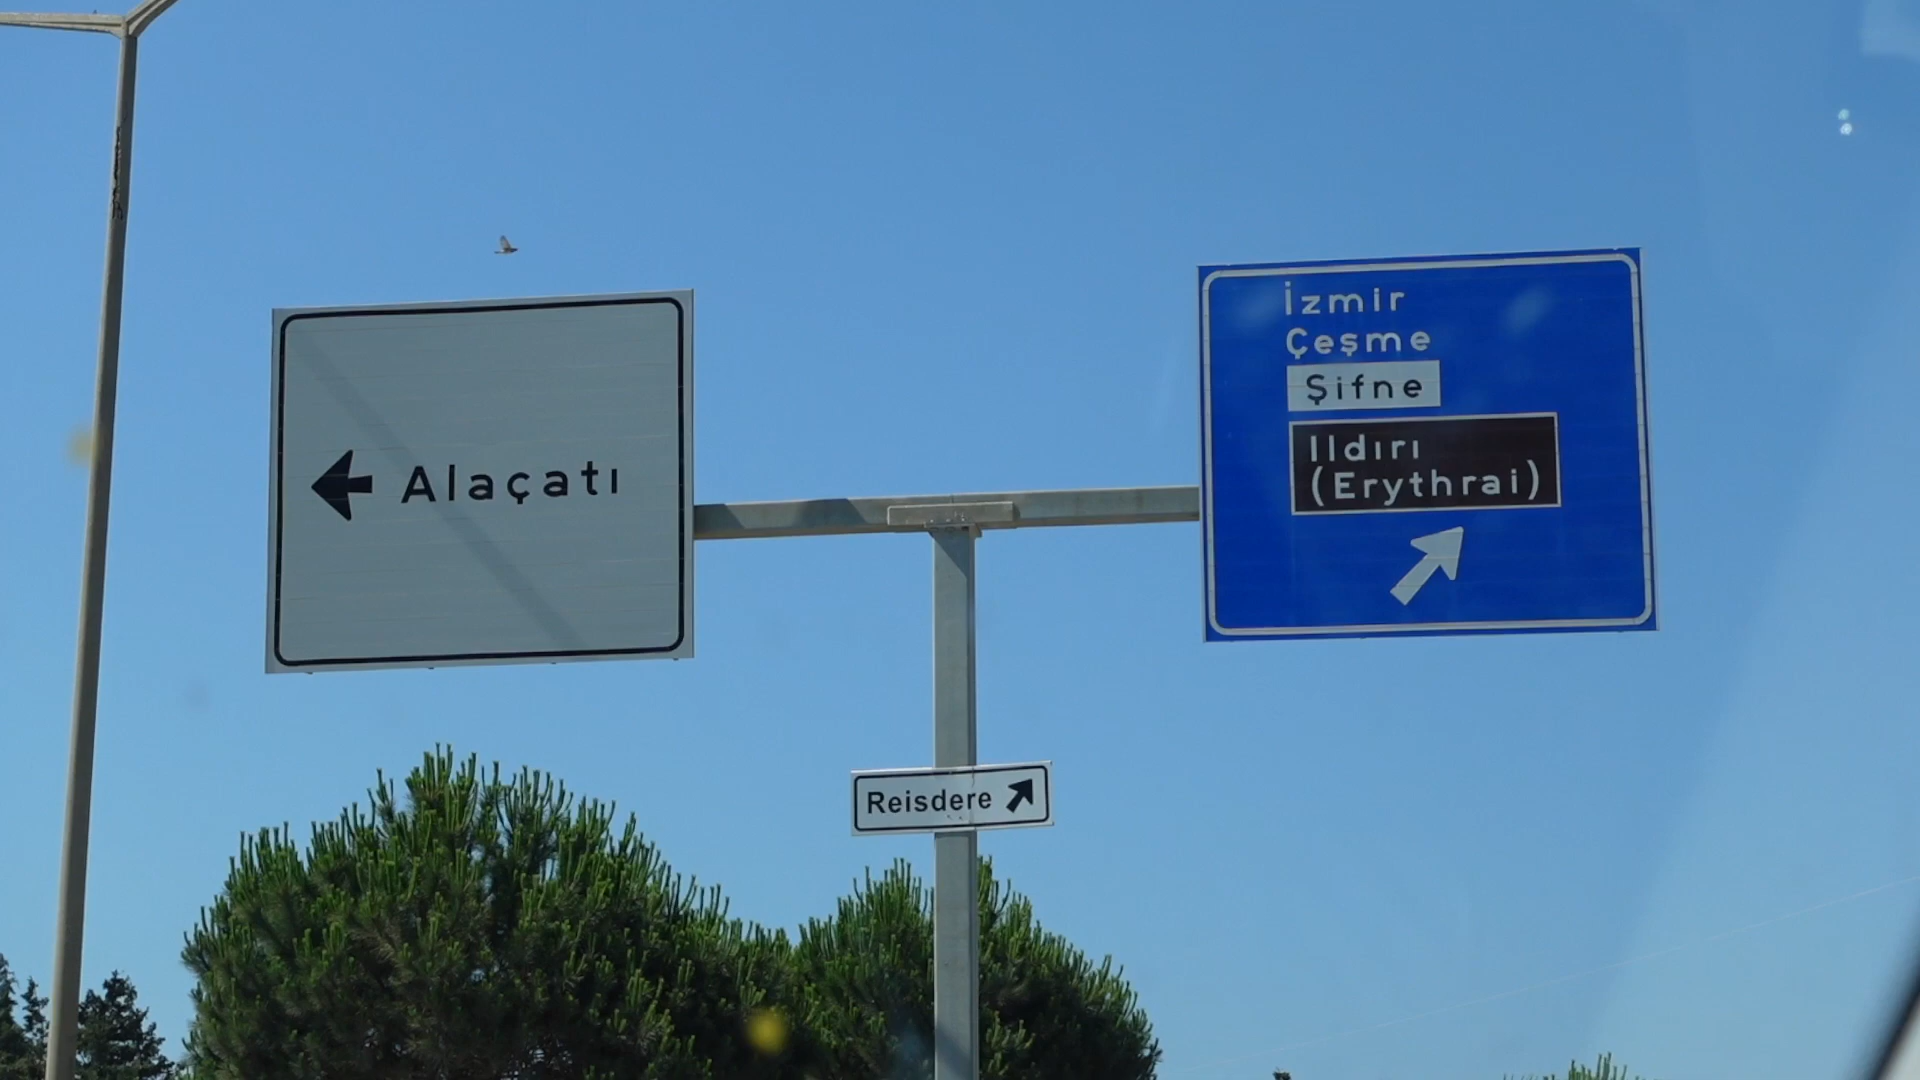 Alaçatı
İzmir
Çeşme
Şifne
Ildırı
(Erythrai)
Reisdere